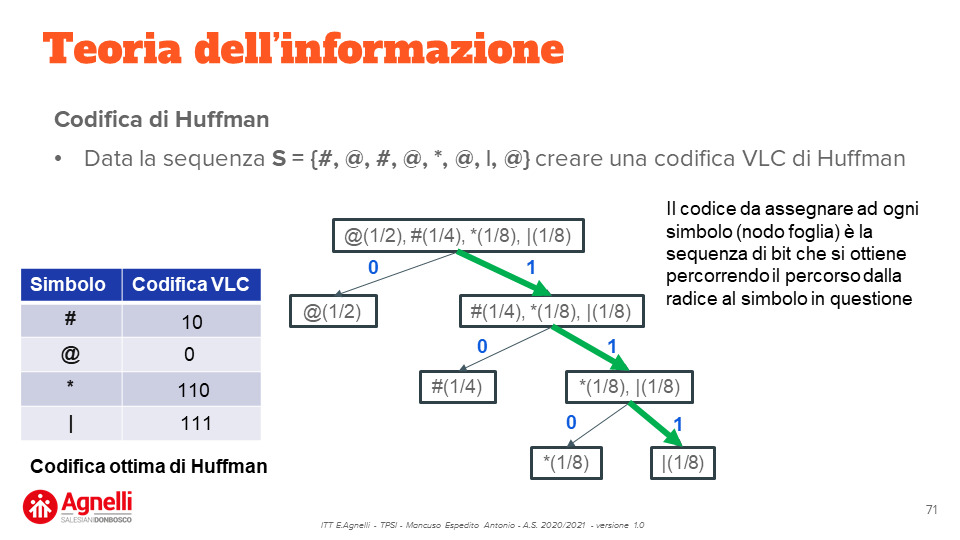 Teoria dell'informazione
Codifica di Huffman
• Data la sequenza S = {#, @, #, @, *, @, |, @} creare una codifica VLC di Huffman
Il codice da assegnare ad ogni
simbolo (nodo foglia) è la
sequenza di bit che si ottiene
percorrendo il percorso dalla
radice al simbolo in questione
@(1/2), #(1/4), *(1/8), |(1/8)
0 1
@(1/2) #(1/4), *(1/8), |(1/8)
0 1
#(1/4) *(1/8), |(1/8)
0 1
*(1/8) |(1/8)
Simbolo Codifica VLC
# 10
@ 0
* 110
| 111
Codifica ottima di Huffman
Agnelli
SALESIANI DONBOSCO
ITT E.Agnelli - TPSI - Mancuso Espedito Antonio - A.S. 2020/2021 - versione 1.0
71